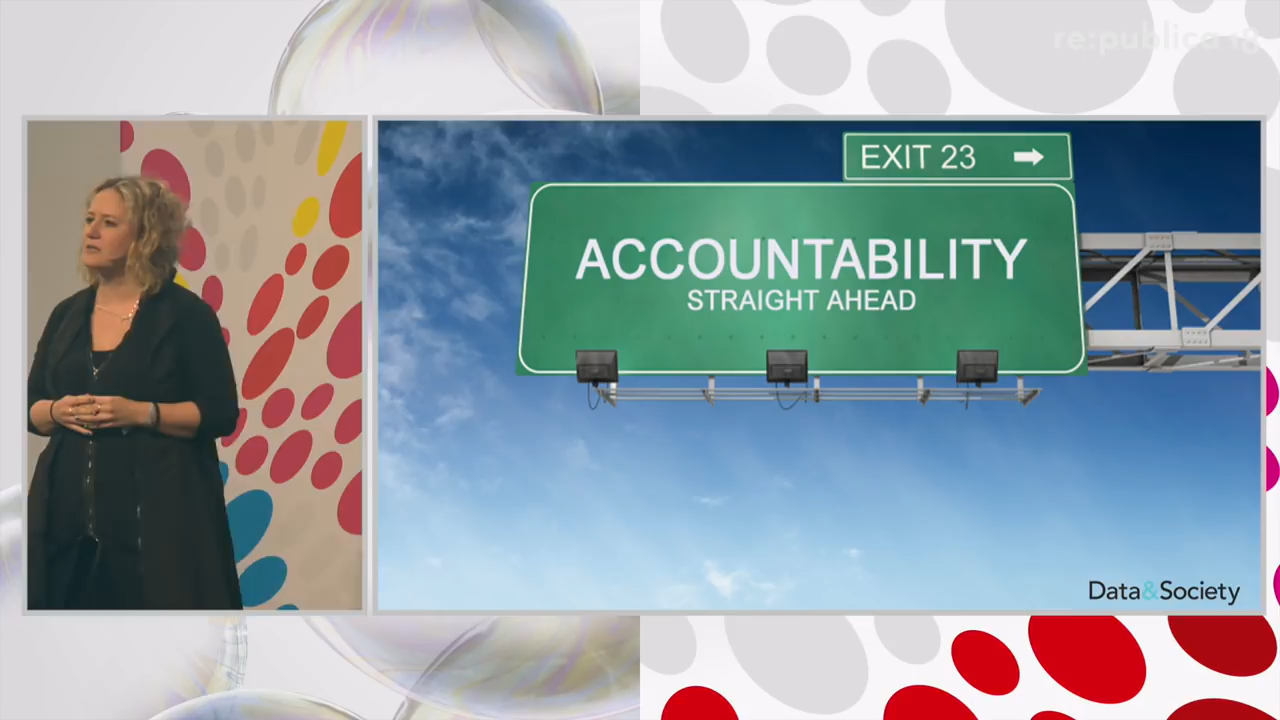 re:publica 18
EXIT 23
ACCOUNTABILITY
STRAIGHT AHEAD
Data&Society